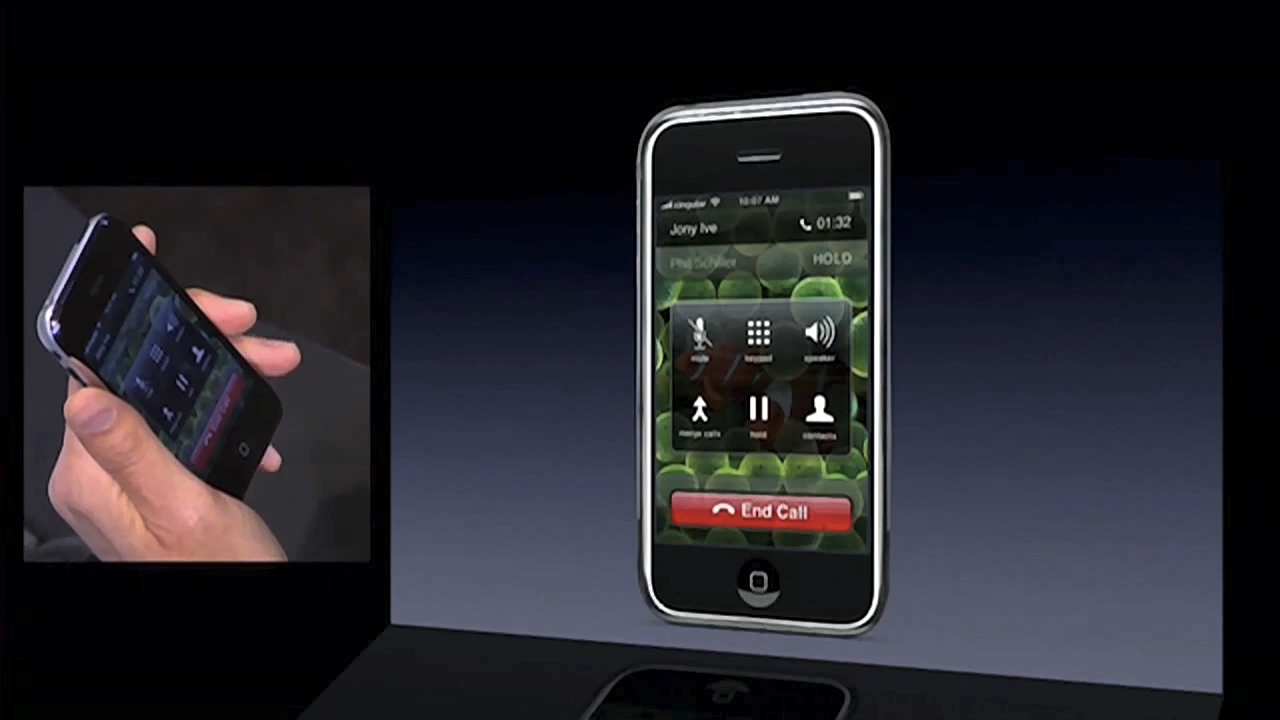 cingular 10:07 AM
Jony Ive 01:32
Phil Schiller HOLD
mute keypad speaker
merge calls hold contacts
End Call